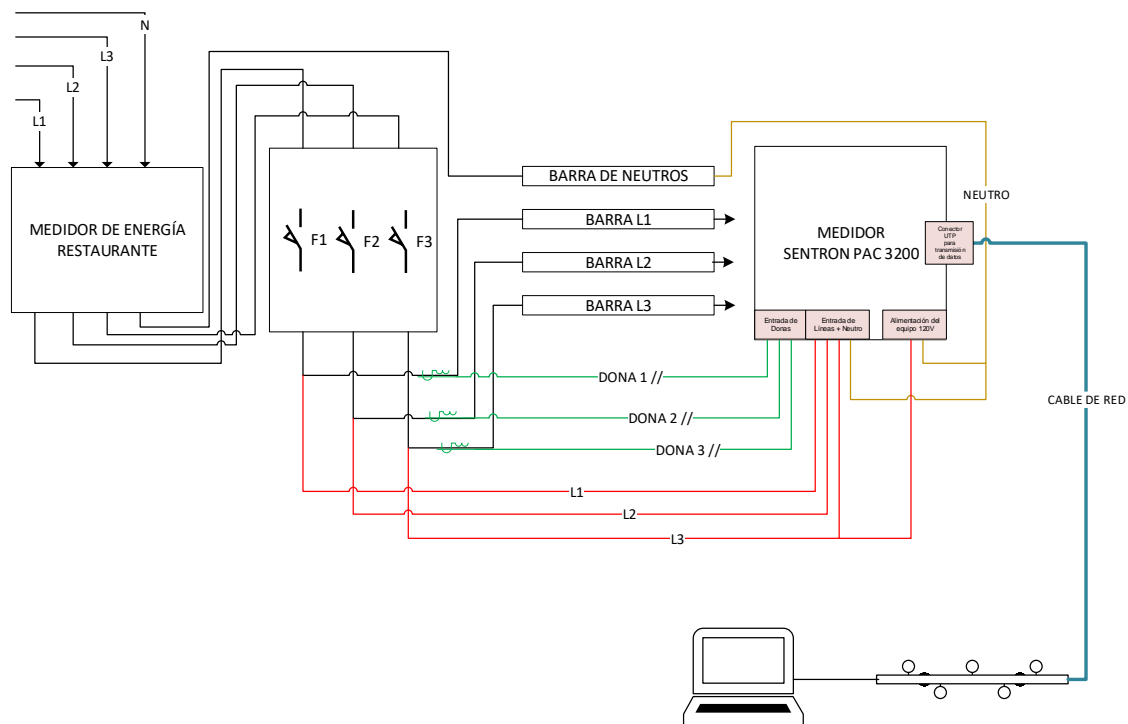 N
L3
L2
L1
MEDIDOR DE ENERGÍA
RESTAURANTE
F1
F2
F3
BARRA DE NEUTROS
BARRA L1
BARRA L2
BARRA L3
MEDIDOR
SENTRON PAC 3200
NEUTRO
Conector
UTP
para
transmisión
de datos
Entrada de
Donas
Entrada de
Líneas + Neutro
Alimentación del
equipo 120V
DONA 1 //
DONA 2 //
DONA 3 //
CABLE DE RED
L1
L2
L3